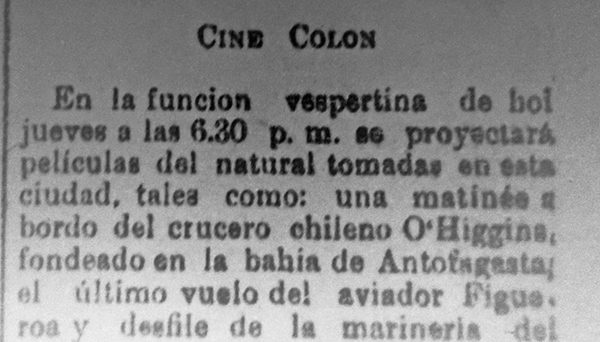 CINE COLON
En la funcion vespertina de hoi
jueves a las 6.30 p. m. se proyectará
películas del natural tomadas en esta
ciudad, tales como: una matinée a
bordo del crucero chileno O'Higgins,
fondeado en la bahia de Antofagasta;
el último vuelo del aviador Figue-
roa y desfile de la marineria del